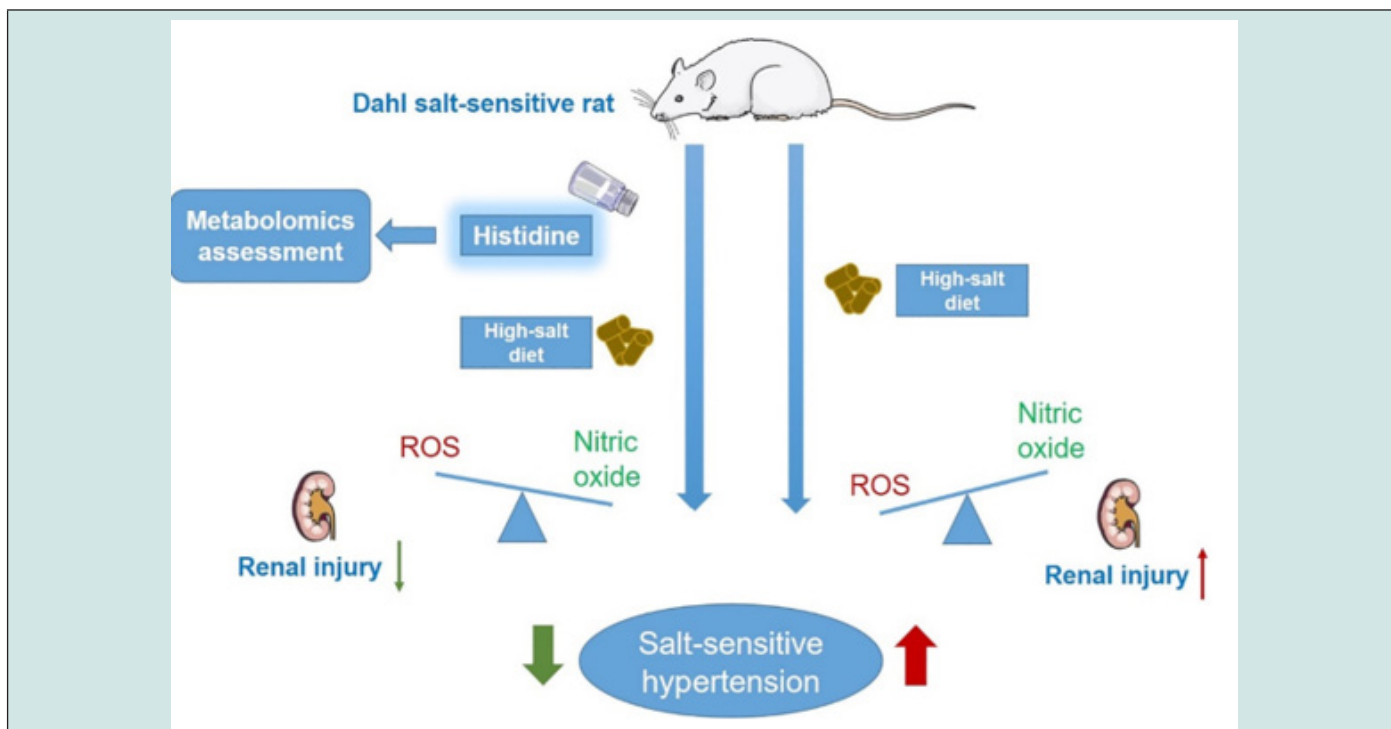 Dahl salt-sensitive rat
Metabolomics
assessment
Histidine
High-salt
diet
High-salt
diet
ROS
Nitric
oxide
Renal injury
Nitric
oxide
ROS
Renal injury
Salt-sensitive
hypertension